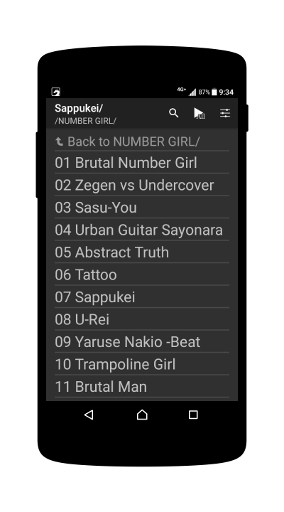 4G+ 87% 9:34
Sappukei/
/NUMBER GIRL/
Back to NUMBER GIRL/
01 Brutal Number Girl
02 Zegen vs Undercover
03 Sasu-You
04 Urban Guitar Sayonara
05 Abstract Truth
06 Tattoo
07 Sappukei
08 U-Rei
09 Yaruse Nakio -Beat
10 Trampoline Girl
11 Brutal Man